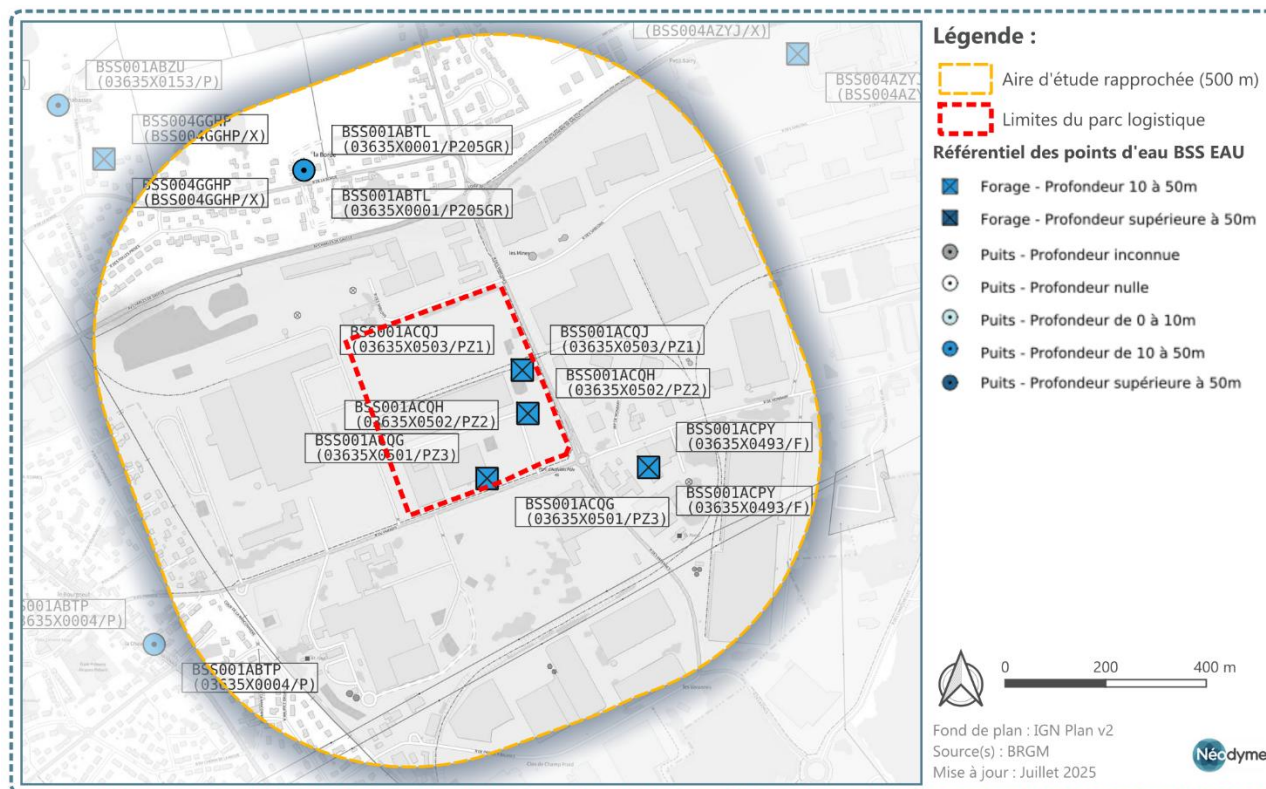 (BSS004AZYJ/X)
BSS001ABZU
(03635X0153/P)
BSS004AZYJ
(BSS004AZY
BSS004GGHP
(BSS004GGHP/X)
BSS001ABTL
(03635X0001/P205GR)
la Borde
BSS004GGHP
(BSS004GGHP/X)
BSS001ABTL
(03635X0001/P205GR)
les Mines
BSS001ACQJ
(03635X0503/PZ1)
BSS001ACQJ
(03635X0503/PZ1)
BSS001ACQH
(03635X0502/PZ2)
BSS001ACQH
(03635X0502/PZ2)
BSS001ACQG
(03635X0501/PZ3)
BSS001ACPY
(03635X0493/F)
BSS001ACQG
(03635X0501/PZ3)
BSS001ACPY
(03635X0493/F)
SS001ABTP
3635X0004/P)
BSS001ABTP
(03635X0004/P)
Légende :
Aire d'étude rapprochée (500 m)
Limites du parc logistique
Référentiel des points d'eau BSS EAU
Forage - Profondeur 10 à 50m
Forage - Profondeur supérieure à 50m
Puits - Profondeur inconnue
Puits - Profondeur nulle
Puits - Profondeur de 0 à 10m
Puits - Profondeur de 10 à 50m
Puits - Profondeur supérieure à 50m
0 200 400 m
Fond de plan : IGN Plan v2
Source(s) : BRGM
Mise à jour : Juillet 2025
Néodyme